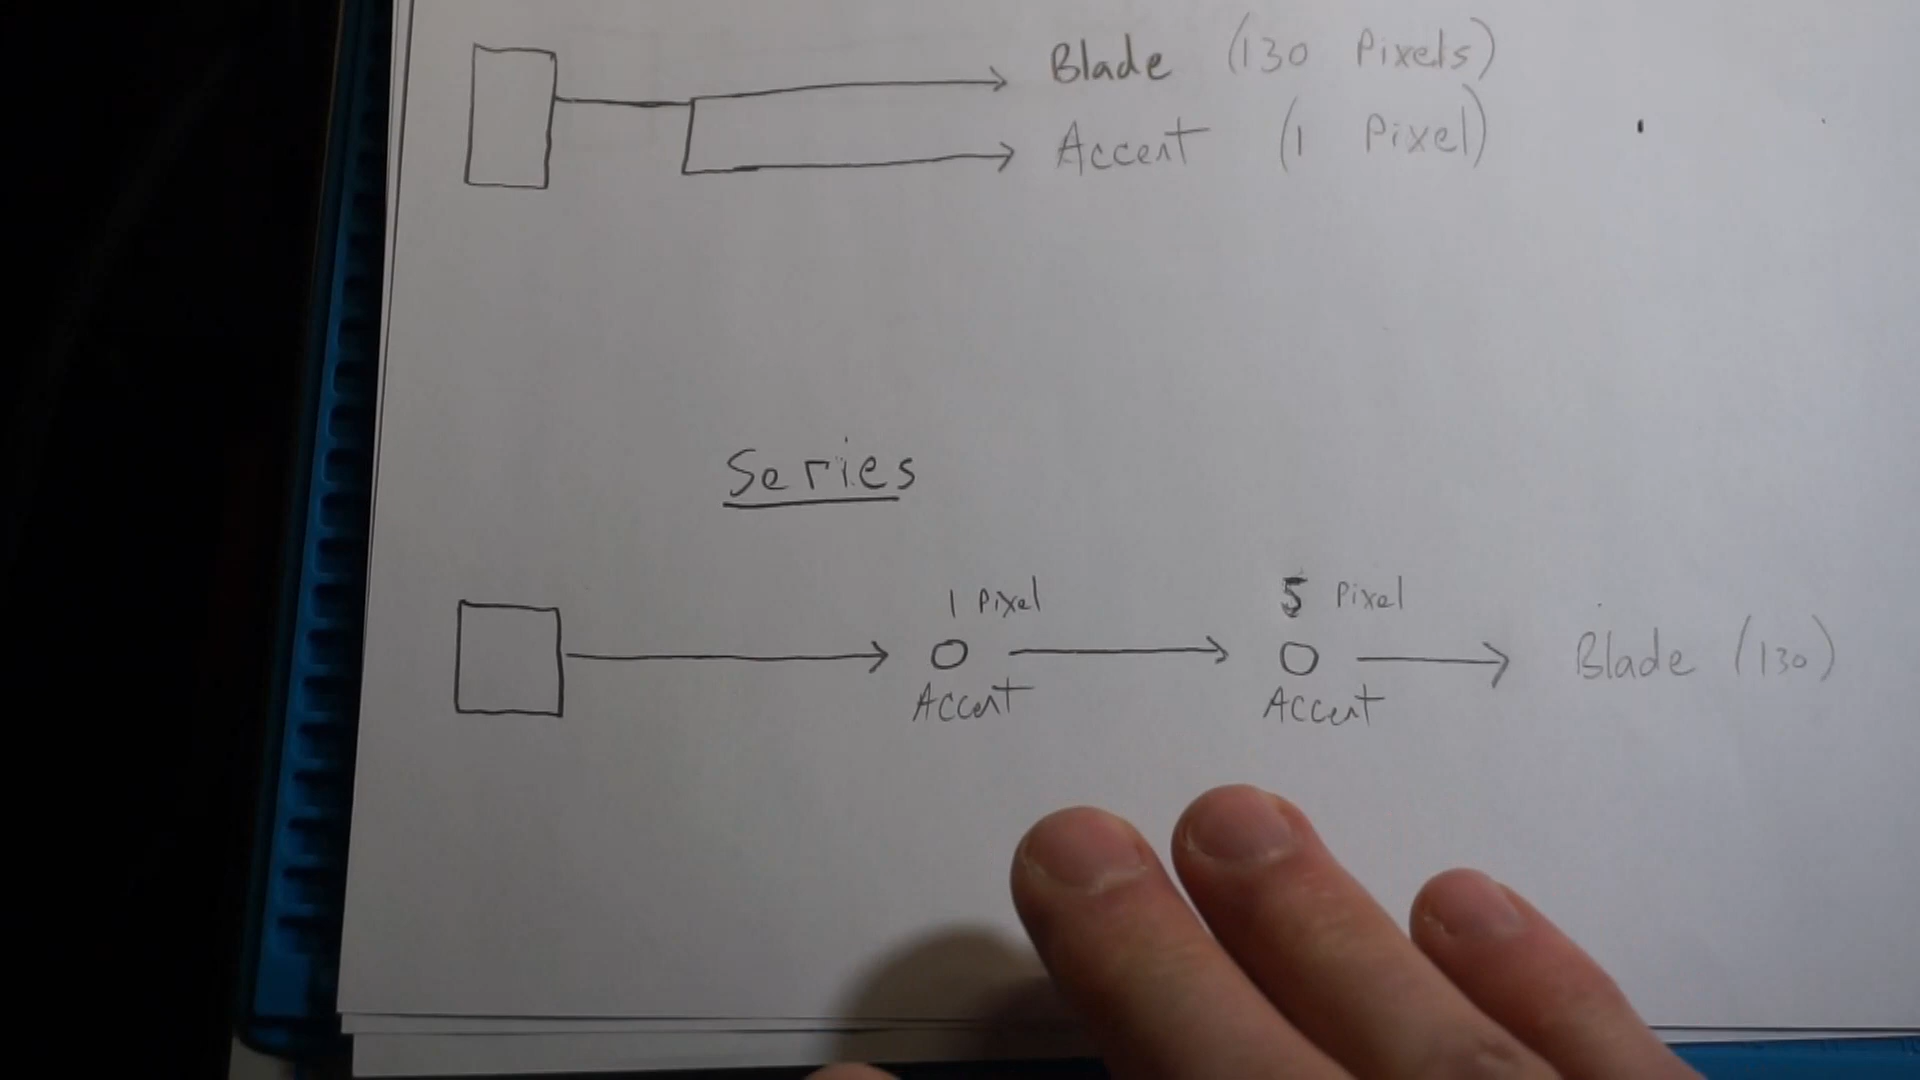 Blade (130 Pixels)
Accent (1 Pixel)
Series
1 Pixel
5 Pixel
Accent
Accent
Blade (130)